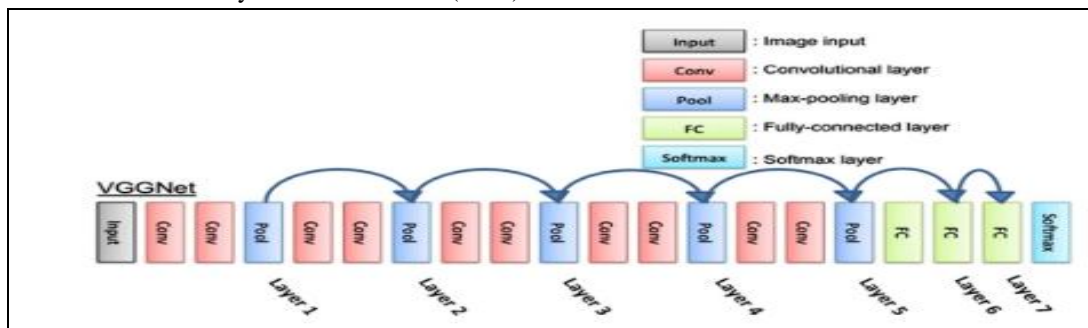 Input : Image input
Conv : Convolutional layer
Pool : Max-pooling layer
FC : Fully-connected layer
Softmax : Softmax layer
VGGNet
Input Conv Conv Pool Conv Conv Pool Conv Conv Pool Conv Conv Pool Conv Conv Pool FC FC FC Softmax
Layer 1 Layer 2 Layer 3 Layer 4 Layer 5 Layer 6 Layer 7